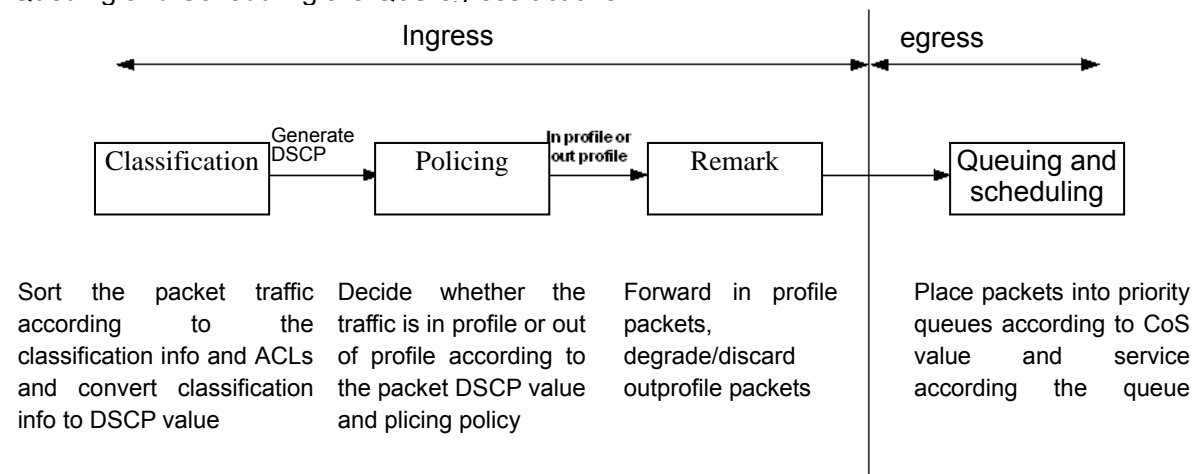 Ingress
egress
Classification
Generate
DSCP
Policing
In profile or
out profile
Remark
Queuing and
scheduling
Sort the packet traffic
according to the
classification info and ACLs
and convert classification
info to DSCP value
Decide whether the
traffic is in profile or out
of profile according to
the packet DSCP value
and plicing policy
Forward in profile
packets,
degrade/discard
outprofile packets
Place packets into priority
queues according to CoS
value and service
according the queue